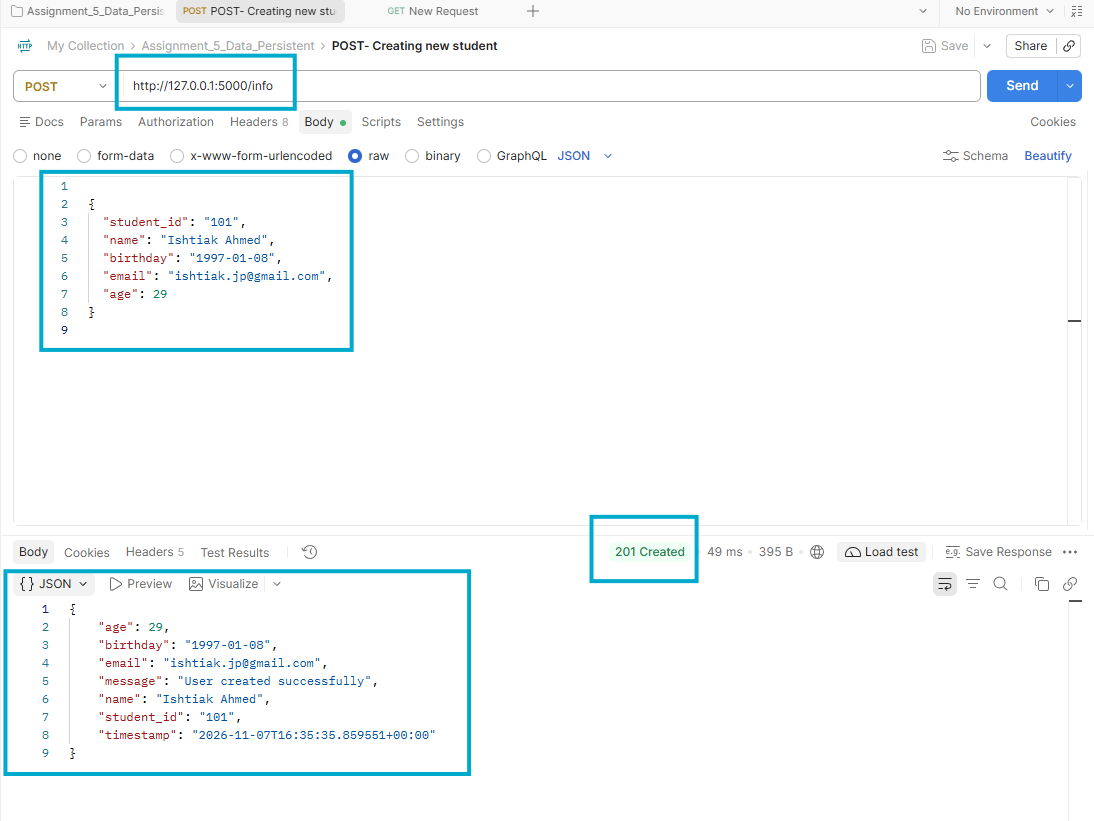 Assignment_5_Data_Persis
POST POST- Creating new stu
GET New Request
No Environment
HTTP My Collection > Assignment_5_Data_Persistent > POST- Creating new student
Save
Share
POST
http://127.0.0.1:5000/info
Send
Docs Params Authorization Headers 8 Body Scripts Settings Cookies
none form-data x-www-form-urlencoded raw binary GraphQL JSON Schema Beautify
1
2 {
3 "student_id": "101",
4 "name": "Ishtiak Ahmed",
5 "birthday": "1997-01-08",
6 "email": "ishtiak.jp@gmail.com",
7 "age": 29
8 }
9
Body Cookies Headers 5 Test Results 201 Created 49 ms 395 B Load test e.g. Save Response
{} JSON Preview Visualize
1 {
2 "age": 29,
3 "birthday": "1997-01-08",
4 "email": "ishtiak.jp@gmail.com",
5 "message": "User created successfully",
6 "name": "Ishtiak Ahmed",
7 "student_id": "101",
8 "timestamp": "2026-11-07T16:35:35.859551+00:00"
9 }